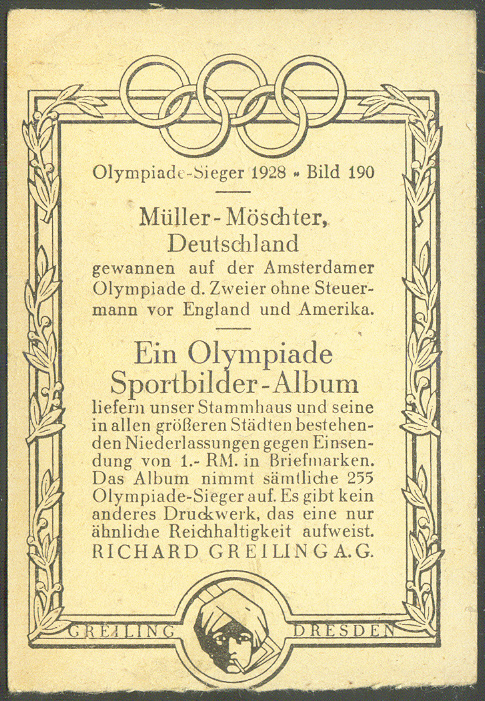 Olympiade-Sieger 1928 - Bild 190
Müller-Möschter,
Deutschland
gewannen auf der Amsterdamer
Olympiade d. Zweier ohne Steuer-
mann vor England und Amerika.
Ein Olympiade
Sportbilder-Album
liefern unser Stammhaus und seine
in allen größeren Städten bestehen-
den Niederlassungen gegen Einsen-
dung von 1.- RM. in Briefmarken.
Das Album nimmt sämtliche 255
Olympiade-Sieger auf. Es gibt kein
anderes Druckwerk, das eine nur
ähnliche Reichhaltigkeit aufweist.
RICHARD GREILING A.G.
GREILING DRESDEN